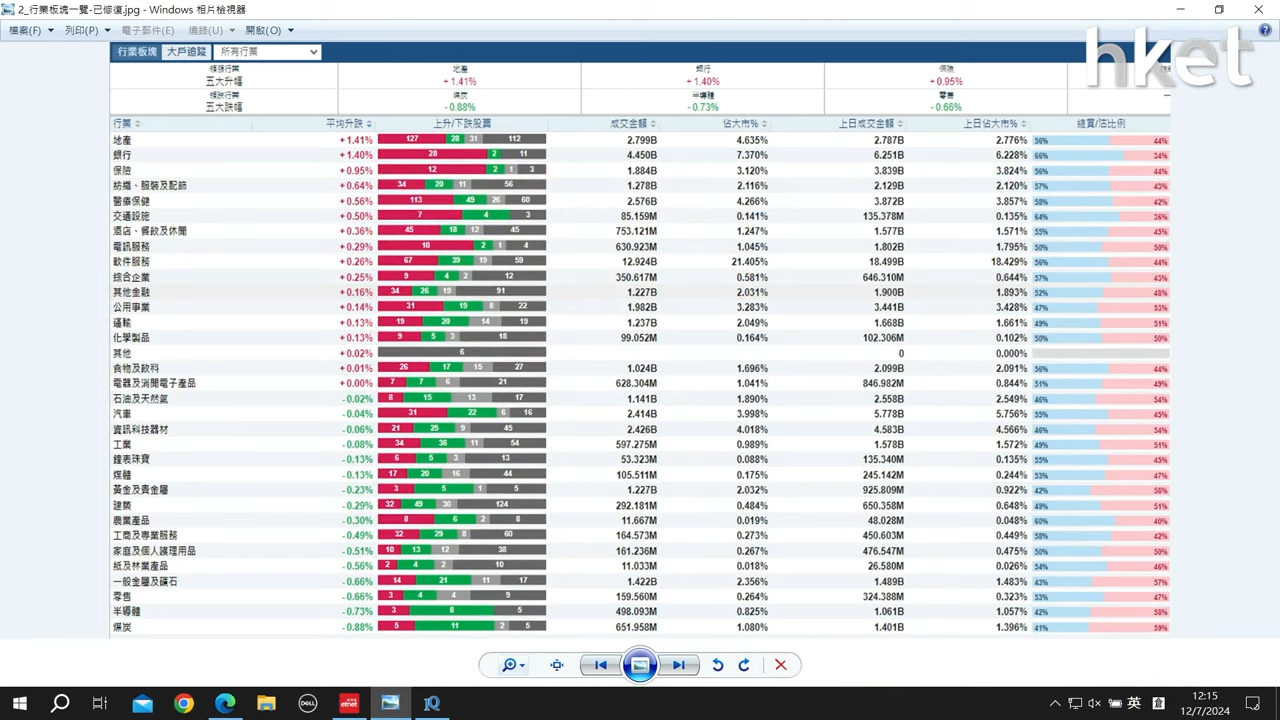 2_行業板塊一覽-已修復.jpg - Windows 相片檢視器
檔案(F) 列印(P) 電子郵件(E) 燒錄(U) 開啟(O)
hket
行業板塊 大戶追蹤 所有行業
領漲行業 地產 銀行 保險
五大升幅 + 1.41% + 1.40% + 0.95%
領跌行業 煤炭 半導體 零售
五大跌幅 - 0.88% - 0.73% - 0.66%
行業 平均升跌 上升/下跌股票 成交金額 佔大市% 上日成交金額 上日佔大市% 總買/沽比例
地產 + 1.41% 127 28 31 112 2.799B 4.635% 2.787B 2.776% 56% 44%
銀行 + 1.40% 28 2 11 4.450B 7.370% 6.251B 6.228% 66% 34%
保險 + 0.95% 12 2 1 3 1.884B 3.120% 3.839B 3.824% 56% 44%
紡織、服裝及配飾 + 0.64% 34 20 11 56 1.278B 2.116% 2.129B 2.120% 57% 43%
醫療保健 + 0.56% 113 49 26 60 2.576B 4.266% 3.872B 3.857% 58% 42%
交通設施 + 0.50% 7 4 3 85.159M 0.141% 135.378M 0.135% 64% 36%
酒店、餐飲及休閒 + 0.36% 45 18 12 45 753.121M 1.247% 1.577B 1.571% 55% 45%
電訊服務 + 0.29% 10 2 1 4 630.923M 1.045% 1.802B 1.795% 50% 50%
軟件服務 + 0.26% 67 39 19 59 12.924B 21.405% 18.499B 18.429% 56% 44%
綜合企業 + 0.25% 9 4 2 12 350.617M 0.581% 646.310M 0.644% 57% 43%
其他金融 + 0.16% 34 26 19 91 1.227B 2.031% 1.900B 1.893% 52% 48%
公用事業 + 0.14% 31 19 8 22 1.982B 3.283% 3.441B 3.428% 47% 53%
運輸 + 0.13% 19 20 14 19 1.237B 2.049% 1.668B 1.661% 49% 51%
化學製品 + 0.13% 9 5 3 18 99.052M 0.164% 102.306M 0.102% 50% 50%
其他 + 0.02% 6 0 0.000%
食物及飲料 + 0.01% 26 17 15 27 1.024B 1.696% 2.099B 2.091% 56% 44%
電器及消閒電子產品 + 0.00% 7 7 6 21 628.304M 1.041% 846.982M 0.844% 51% 49%
石油及天然氣 - 0.02% 8 15 13 17 1.141B 1.890% 2.558B 2.549% 46% 54%
汽車 - 0.04% 31 22 6 16 2.414B 3.998% 5.778B 5.756% 55% 45%
資訊科技器材 - 0.06% 21 25 9 45 2.426B 4.018% 4.583B 4.566% 46% 54%
工業 - 0.08% 34 36 11 54 597.275M 0.989% 1.578B 1.572% 49% 51%
鐘表珠寶 - 0.13% 6 5 3 13 53.323M 0.088% 135.340M 0.135% 55% 45%
媒體 - 0.13% 17 20 16 44 105.511M 0.175% 245.142M 0.244% 53% 47%
黃金及貴金屬 - 0.23% 3 5 1 5 1.227B 2.032% 925.809M 0.922% 42% 58%
建築 - 0.29% 32 49 30 124 292.181M 0.484% 650.358M 0.648% 49% 51%
農業產品 - 0.30% 8 6 2 8 11.667M 0.019% 48.028M 0.048% 60% 40%
工商及專業服務 - 0.49% 32 29 8 60 164.573M 0.273% 450.603M 0.449% 58% 42%
家庭及個人護理用品 - 0.51% 10 13 12 38 161.236M 0.267% 476.547M 0.475% 50% 50%
紙及林業產品 - 0.56% 2 4 2 10 11.033M 0.018% 26.580M 0.026% 54% 46%
一般金屬及礦石 - 0.66% 14 21 11 17 1.422B 2.356% 1.489B 1.483% 43% 57%
零售 - 0.66% 3 4 4 9 159.560M 0.264% 324.388M 0.323% 53% 47%
半導體 - 0.73% 3 8 5 498.093M 0.825% 1.061B 1.057% 42% 58%
煤炭 - 0.88% 5 11 2 5 651.958M 1.080% 1.401B 1.396% 41% 59%
DELL etnet IQ 英 12:15
12/7/2024